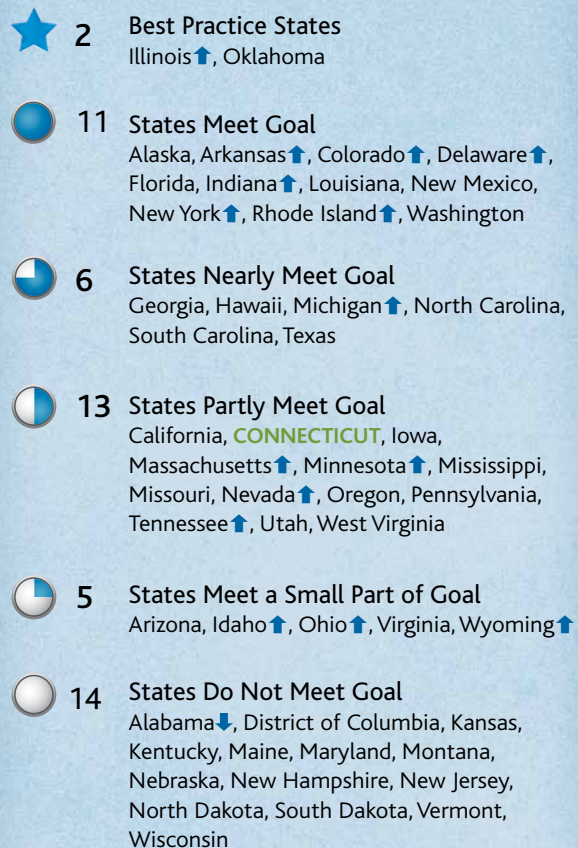 2 Best Practice States
Illinois⬆, Oklahoma
11 States Meet Goal
Alaska, Arkansas⬆, Colorado⬆, Delaware⬆,
Florida, Indiana⬆, Louisiana, New Mexico,
New York⬆, Rhode Island⬆, Washington
6 States Nearly Meet Goal
Georgia, Hawaii, Michigan⬆, North Carolina,
South Carolina, Texas
13 States Partly Meet Goal
California, CONNECTICUT, Iowa,
Massachusetts⬆, Minnesota⬆, Mississippi,
Missouri, Nevada⬆, Oregon, Pennsylvania,
Tennessee⬆, Utah, West Virginia
5 States Meet a Small Part of Goal
Arizona, Idaho⬆, Ohio⬆, Virginia, Wyoming⬆
14 States Do Not Meet Goal
Alabama⬇, District of Columbia, Kansas,
Kentucky, Maine, Maryland, Montana,
Nebraska, New Hampshire, New Jersey,
North Dakota, South Dakota, Vermont,
Wisconsin